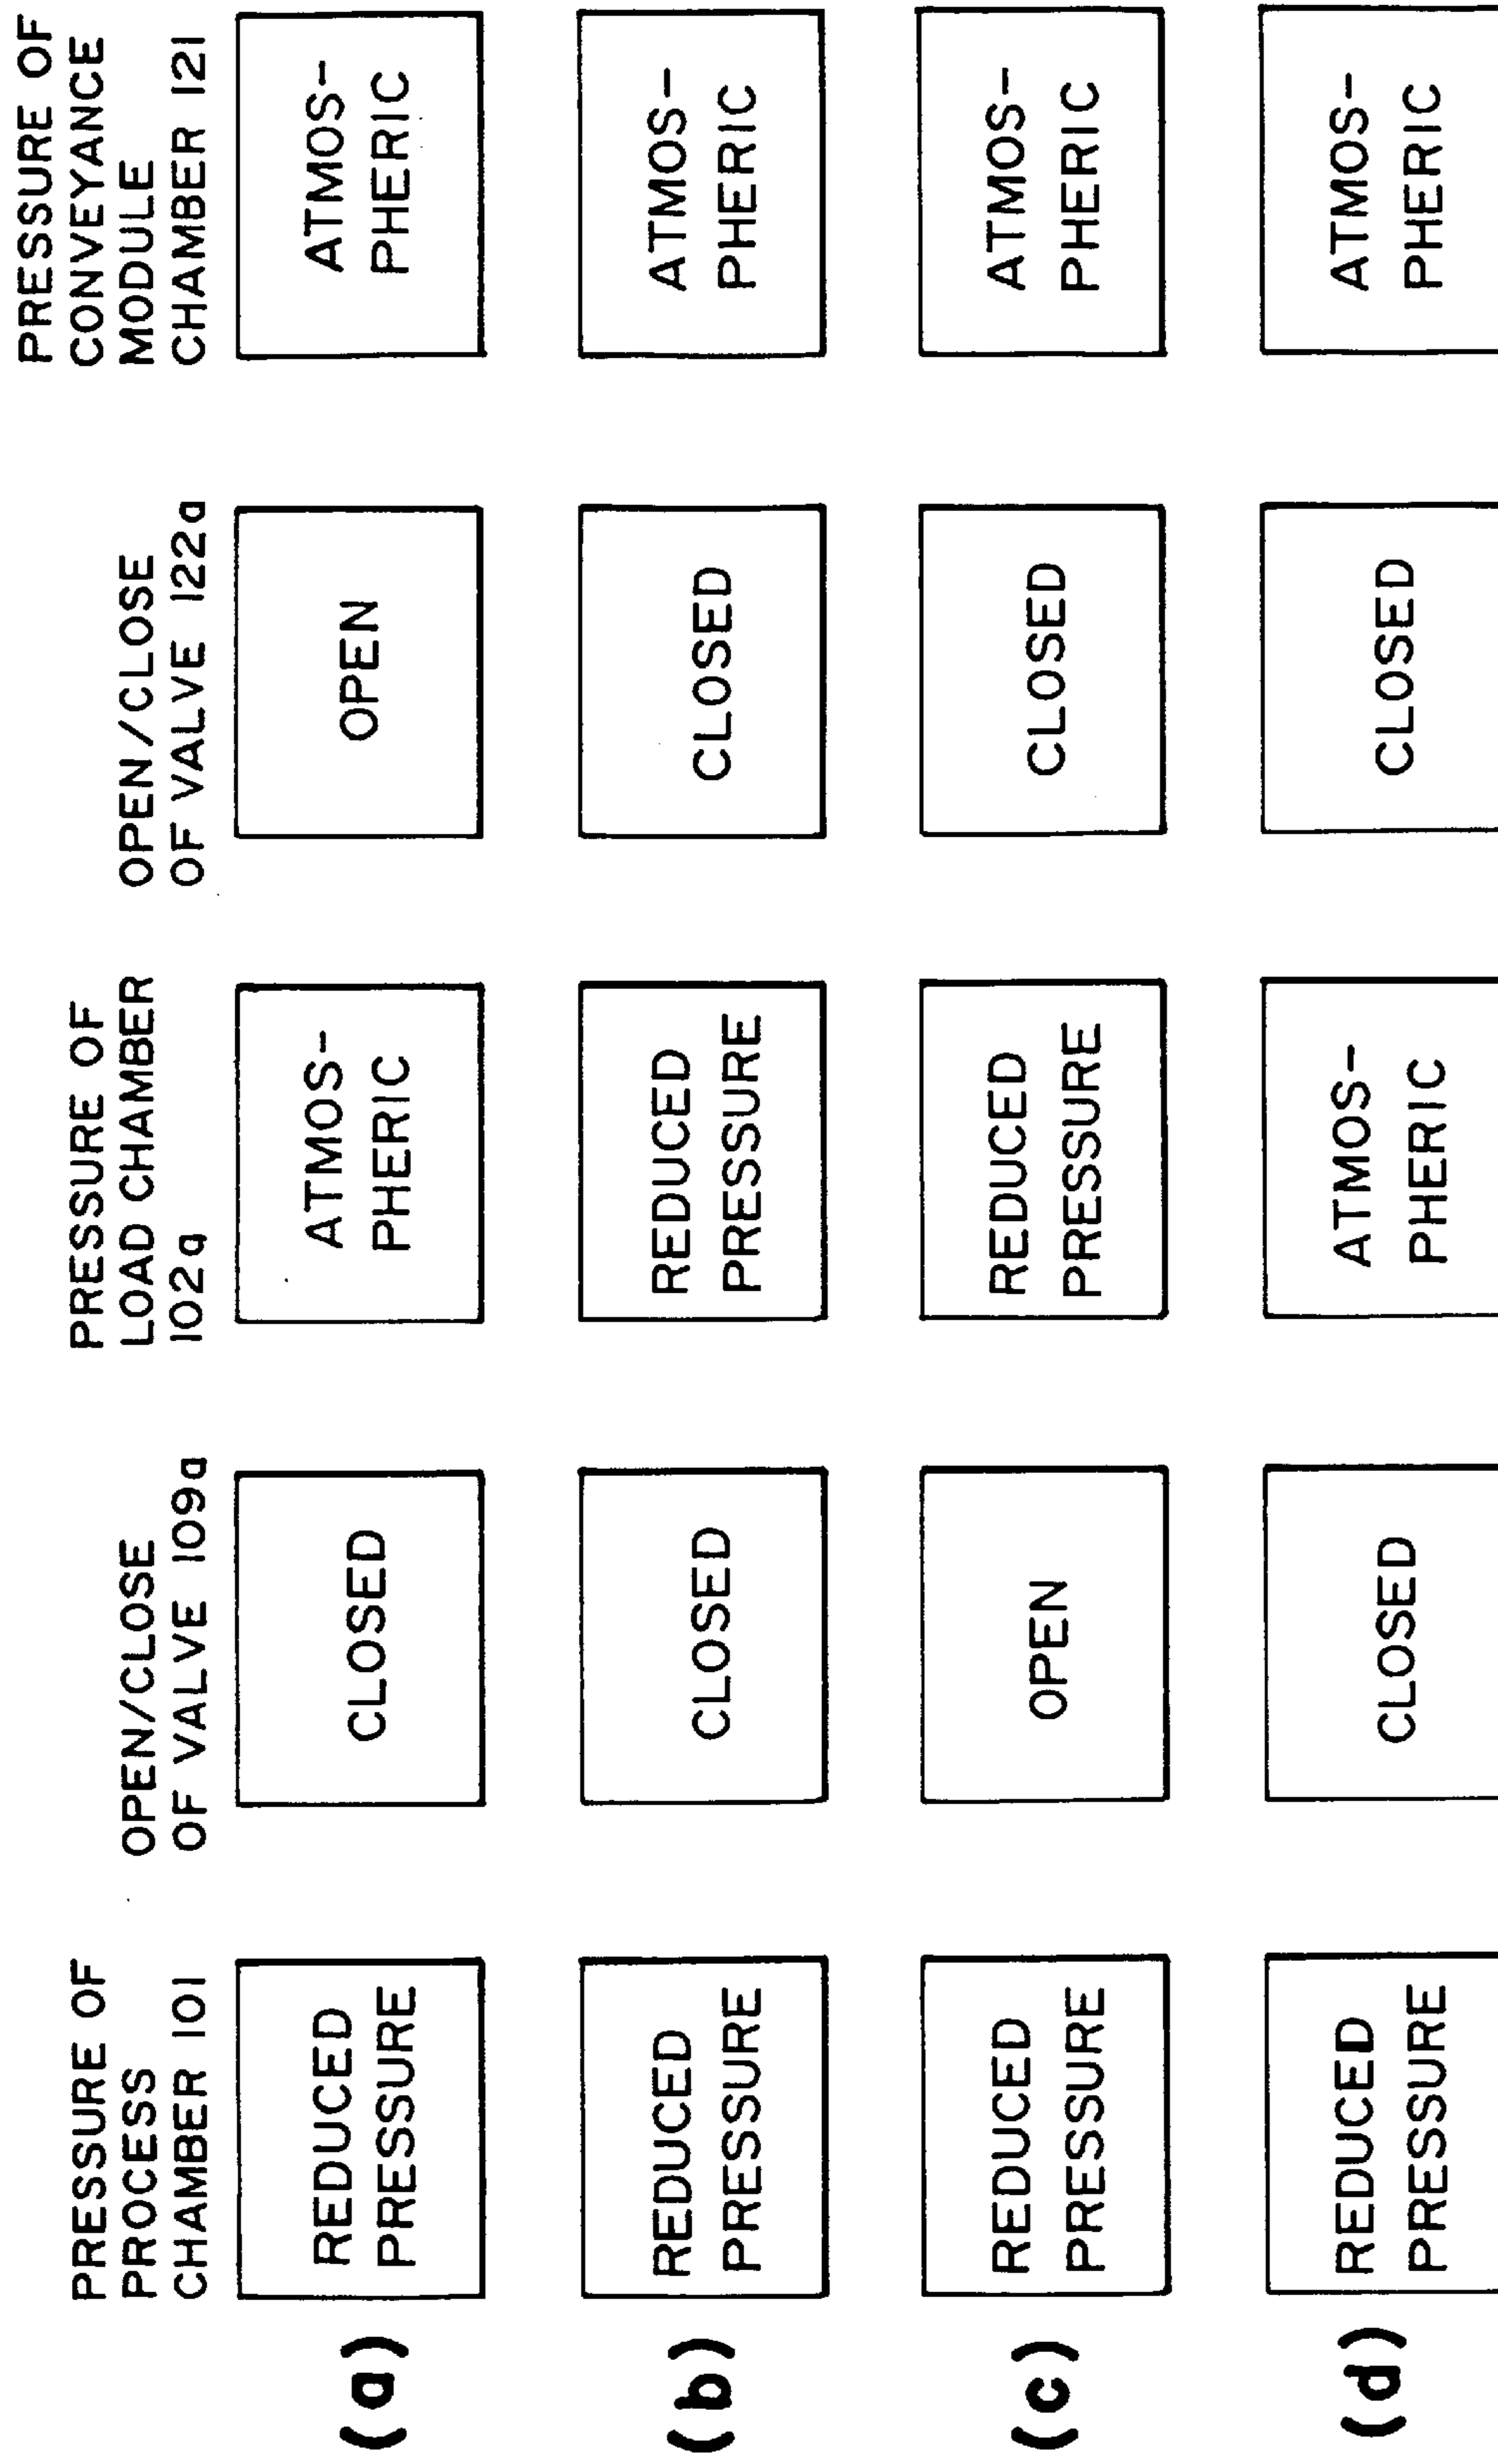 PRESSURE OF
PROCESS
CHAMBER 101
OPEN/CLOSE
OF VALVE 109a
PRESSURE OF
LOAD CHAMBER
102a
OPEN/CLOSE
OF VALVE 122a
PRESSURE OF
CONVEYANCE
MODULE
CHAMBER 121
(a)
REDUCED
PRESSURE
CLOSED
ATMOS-
PHERIC
OPEN
ATMOS-
PHERIC
(b)
REDUCED
PRESSURE
CLOSED
REDUCED
PRESSURE
CLOSED
ATMOS-
PHERIC
(c)
REDUCED
PRESSURE
OPEN
REDUCED
PRESSURE
CLOSED
ATMOS-
PHERIC
(d)
REDUCED
PRESSURE
CLOSED
ATMOS-
PHERIC
CLOSED
ATMOS-
PHERIC